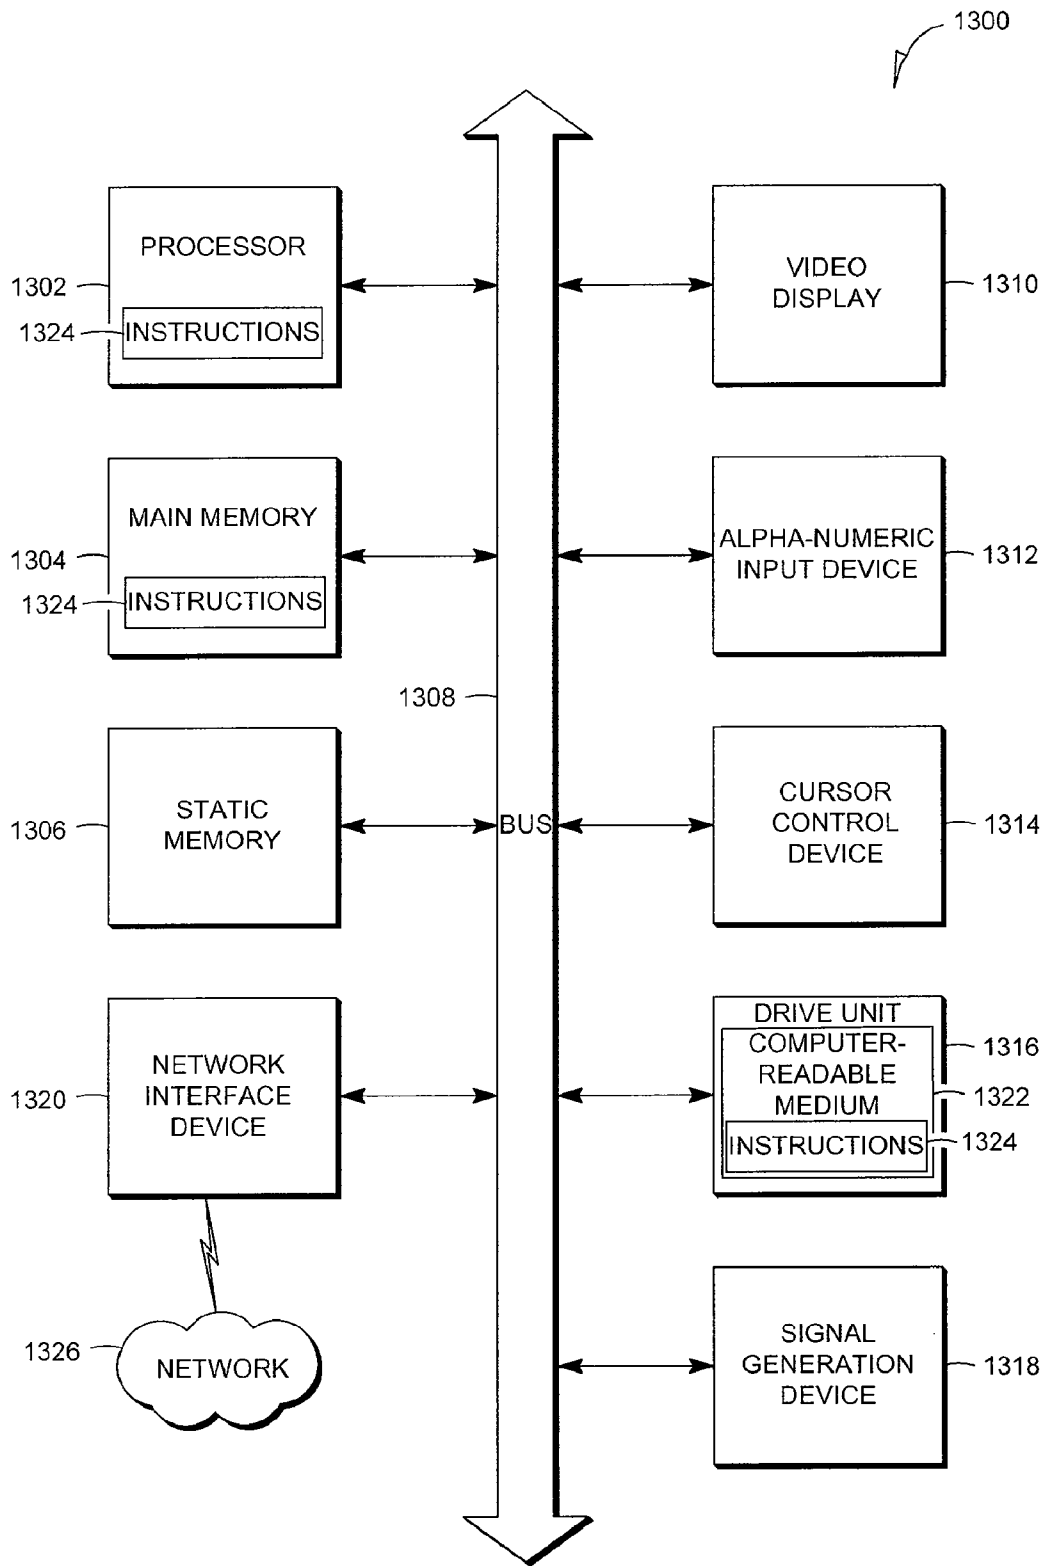 1300
PROCESSOR
1302
1324
INSTRUCTIONS
VIDEO
DISPLAY
1310
MAIN MEMORY
1304
1324
INSTRUCTIONS
ALPHA-NUMERIC
INPUT DEVICE
1312
1308
STATIC
MEMORY
1306
BUS
CURSOR
CONTROL
DEVICE
1314
NETWORK
INTERFACE
DEVICE
1320
DRIVE UNIT
COMPUTER-
READABLE
MEDIUM
INSTRUCTIONS
1316
1322
1324
1326
NETWORK
SIGNAL
GENERATION
DEVICE
1318